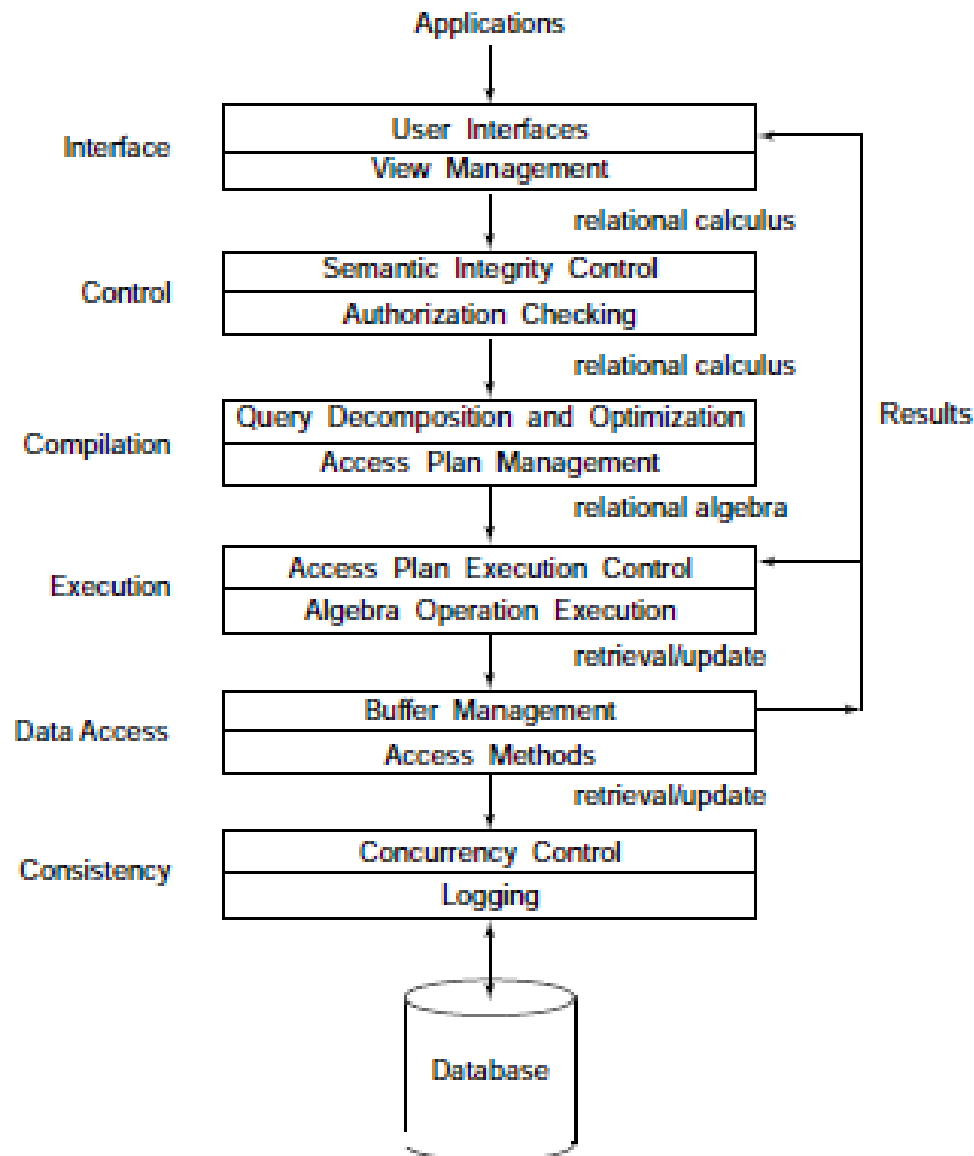 Applications
User Interfaces
Interface
View Management
relational calculus
Semantic Integrity Control
Control
Authorization Checking
relational calculus
Query Decomposition and Optimization
Results
Compilation
Access Plan Management
relational algebra
Access Plan Execution Control
Execution
Algebra Operation Execution
retrieval/update
Buffer Management
Data Access
Access Methods
retrieval/update
Concurrency Control
Consistency
Logging
Database